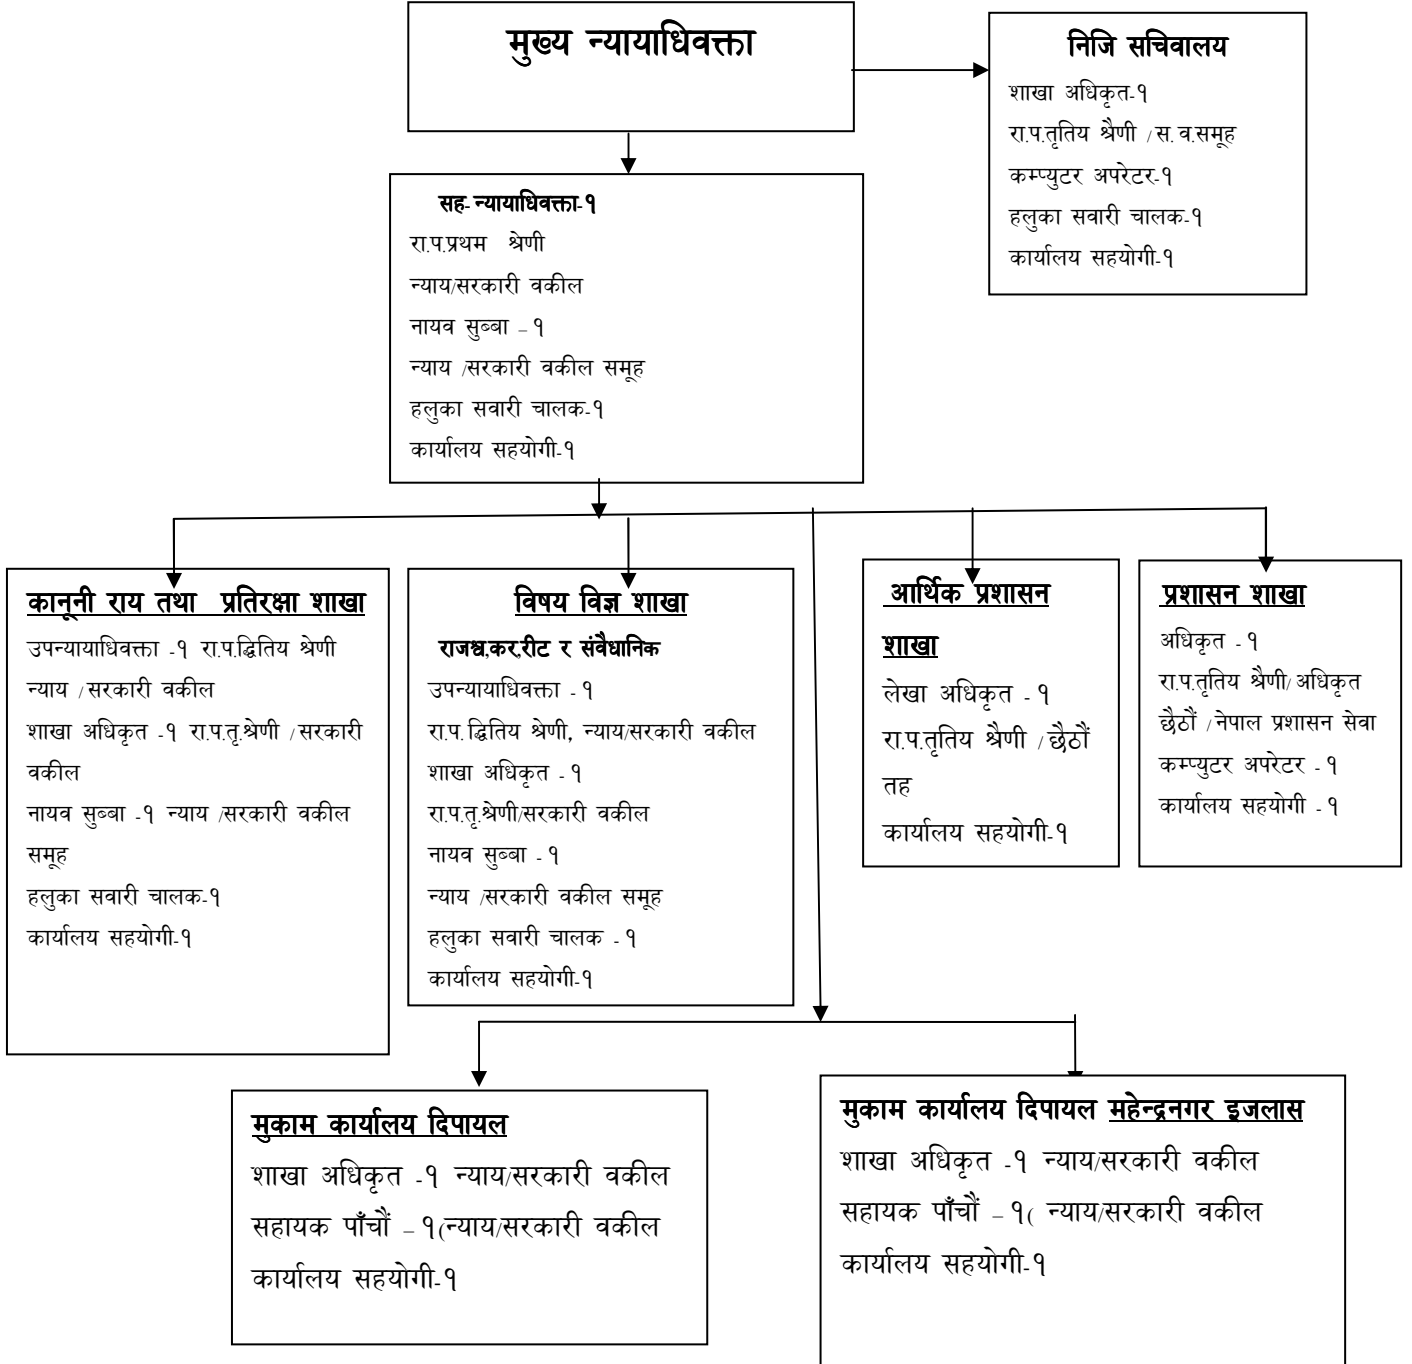 मुख्य न्यायाधिवक्ता
निजि सचिवालय
शाखा अधिकृत-१
रा.प.तृतिय श्रैणी /स.व.समूह
कम्प्युटर अपरेटर-१
हलुका सवारी चालक-१
कार्यालय सहयोगी-१
सह-न्यायाधिवक्ता-१
रा.प.प्रथम श्रेणी
न्याय/सरकारी वकील
नायव सुब्बा – १
न्याय /सरकारी वकील समूह
हलुका सवारी चालक-१
कार्यालय सहयोगी-१
कानूनी राय तथा प्रतिरक्षा शाखा
उपन्यायाधिवक्ता -१ रा.प.द्धितिय श्रेणी
न्याय /सरकारी वकील
शाखा अधिकृत -१ रा.प.तृ.श्रेणी /सरकारी
वकील
नायव सुब्बा -१ न्याय /सरकारी वकील
समूह
हलुका सवारी चालक-१
कार्यालय सहयोगी-१
विषय विज्ञ शाखा
राजश्व,कर,रीट र संवैधानिक
उपन्यायाधिवक्ता - १
रा.प.द्धितिय श्रेणी, न्याय/सरकारी वकील
शाखा अधिकृत - १
रा.प.तृ.श्रेणी/सरकारी वकील
नायव सुब्बा - १
न्याय /सरकारी वकील समूह
हलुका सवारी चालक - १
कार्यालय सहयोगी-१
आर्थिक प्रशासन
शाखा
लेखा अधिकृत - १
रा.प.तृतिय श्रैणी /छैठौं
तह
कार्यालय सहयोगी-१
प्रशासन शाखा
अधिकृत - १
रा.प.तृतिय श्रैणी/अधिकृत
छैठौं /नेपाल प्रशासन सेवा
कम्प्युटर अपरेटर - १
कार्यालय सहयोगी - १
मुकाम कार्यालय दिपायल
शाखा अधिकृत -१ न्याय/सरकारी वकील
सहायक पाँचौं – १(न्याय/सरकारी वकील
कार्यालय सहयोगी-१
मुकाम कार्यालय दिपायल महेन्द्रनगर इजलास
शाखा अधिकृत -१ न्याय/सरकारी वकील
सहायक पाँचौं – १( न्याय/सरकारी वकील
कार्यालय सहयोगी-१